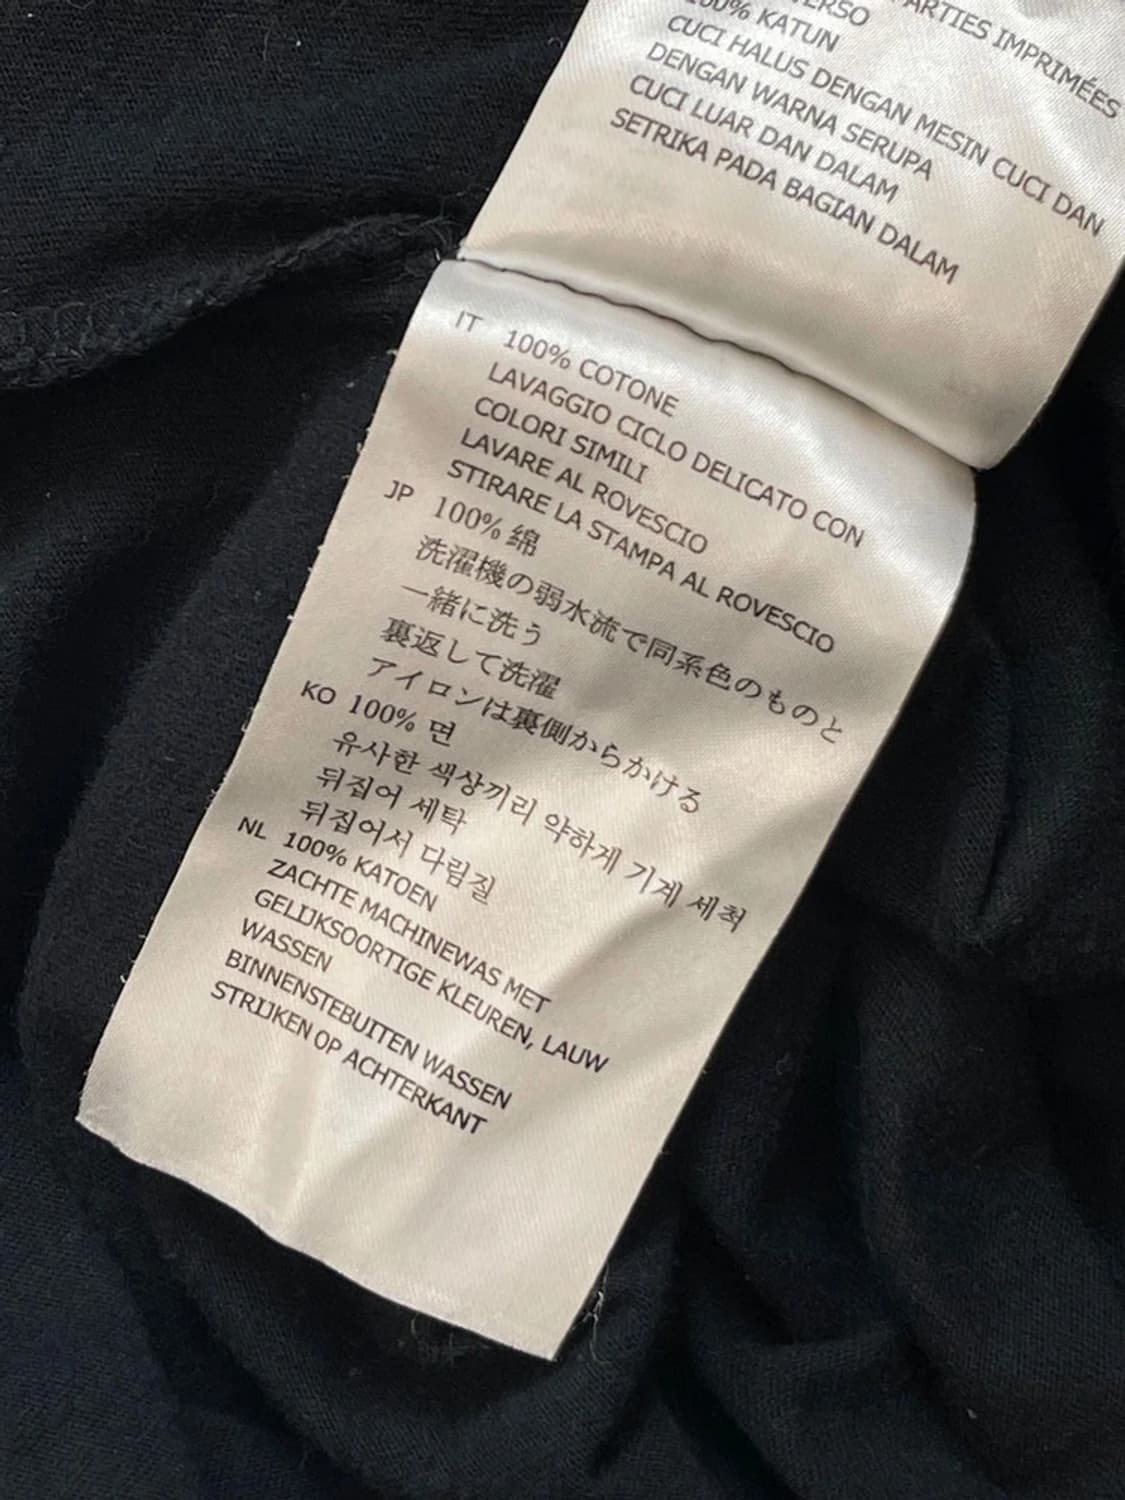 PARTIES IMPRIMÉES
100% KATUN
CUCI HALUS DENGAN MESIN CUCI DAN
DENGAN WARNA SERUPA
CUCI LUAR DAN DALAM
SETRIKA PADA BAGIAN DALAM
IT 100% COTONE
LAVAGGIO CICLO DELICATO CON
COLORI SIMILI
LAVARE AL ROVESCIO
STIRARE LA STAMPA AL ROVESCIO
JP 100% 綿
洗濯機の弱水流で同系色のものと
一緒に洗う
裏返して洗濯
アイロンは裏側からかける
KO 100% 면
유사한 색상끼리 약하게 기계 세척
뒤집어 세탁
뒤집어서 다림질
NL 100% KATOEN
ZACHTE MACHINEWAS MET
GELIJKSOORTIGE KLEUREN, LAUW
WASSEN
BINNENSTEBUITEN WASSEN
STRIJKEN OP ACHTERKANT